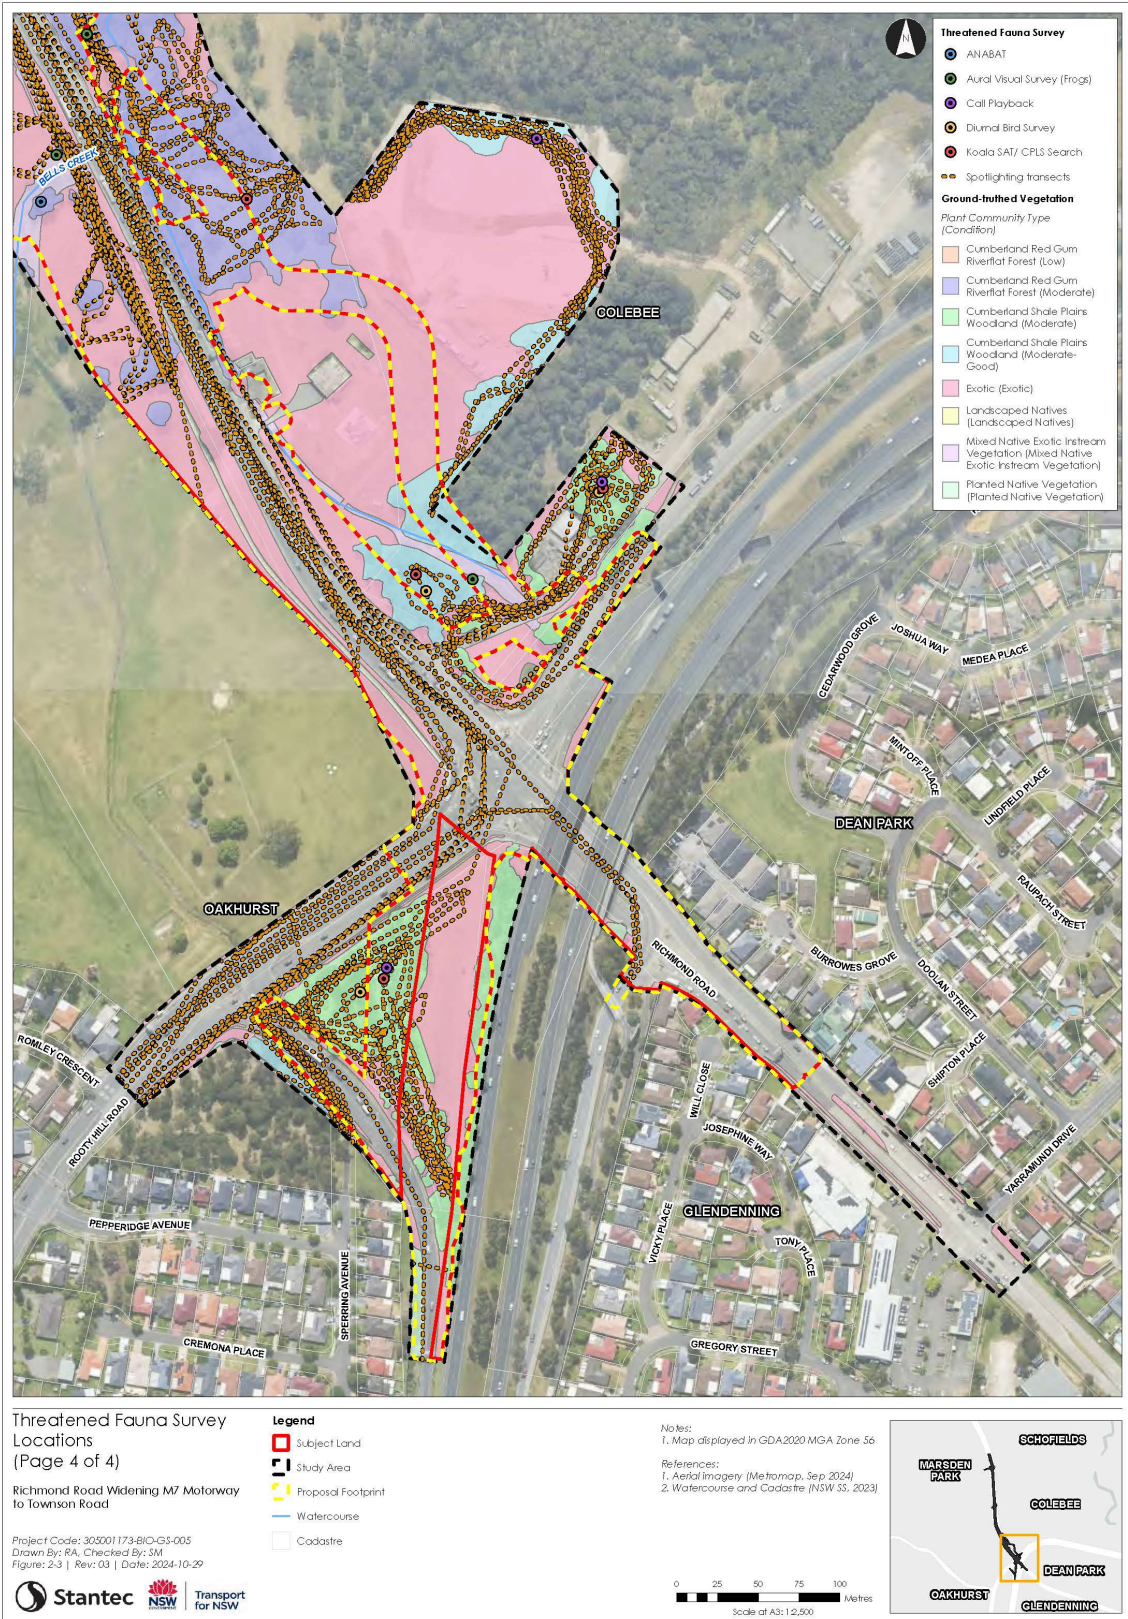 N
Threatened Fauna Survey
ANABAT
Aural Visual Survey (Frogs)
Call Playback
Diurnal Bird Survey
Koala SAT/ CPLS Search
Spotlighting transects
Ground-truthed Vegetation
Plant Community Type
(Condition)
Cumberland Red Gum
Riverflat Forest (Low)
Cumberland Red Gum
Riverflat Forest (Moderate)
Cumberland Shale Plains
Woodland (Moderate)
Cumberland Shale Plains
Woodland (Moderate-
Good)
Exotic (Exotic)
Landscaped Natives
(Landscaped Natives)
Mixed Native Exotic Instream
Vegetation (Mixed Native
Exotic Instream Vegetation)
Planted Native Vegetation
(Planted Native Vegetation)
BELLS CREEK
COLEBEE
CEDARWOOD GROVE
JOSHUA WAY
MEDEA PLACE
MINTOFF PLACE
LINDFIELD PLACE
DEAN PARK
RAUPACH STREET
OAKHURST
BURROWES GROVE
DOOLAN STREET
RICHMOND ROAD
SHIPTON PLACE
ROMLEY CRESCENT
ROOTY HILL ROAD
WILL CLOSE
JOSEPHINE WAY
YARRAMUNDI DRIVE
GLENDENNING
PEPPERIDGE AVENUE
VICKY PLACE
TONY PLACE
SPERRING AVENUE
CREMONA PLACE
GREGORY STREET
Threatened Fauna Survey
Locations
(Page 4 of 4)
Richmond Road Widening M7 Motorway
to Townson Road
Project Code: 305001173-BIO-GS-005
Drawn By: RA, Checked By: SM
Figure: 2-3 | Rev: 03 | Date: 2024-10-29
Stantec
NSW
GOVERNMENT
Transport
for NSW
Legend
Subject Land
Study Area
Proposal Footprint
Watercourse
Cadastre
Notes:
1. Map displayed in GDA2020 MGA Zone 56
References:
1. Aerial imagery (Metromap, Sep 2024)
2. Watercourse and Cadastre (NSW SS, 2023)
0 25 50 75 100
Metres
Scale at A3: 1:2,500
SCHOFIELDS
MARSDEN
PARK
COLEBEE
DEAN PARK
OAKHURST
GLENDENNING